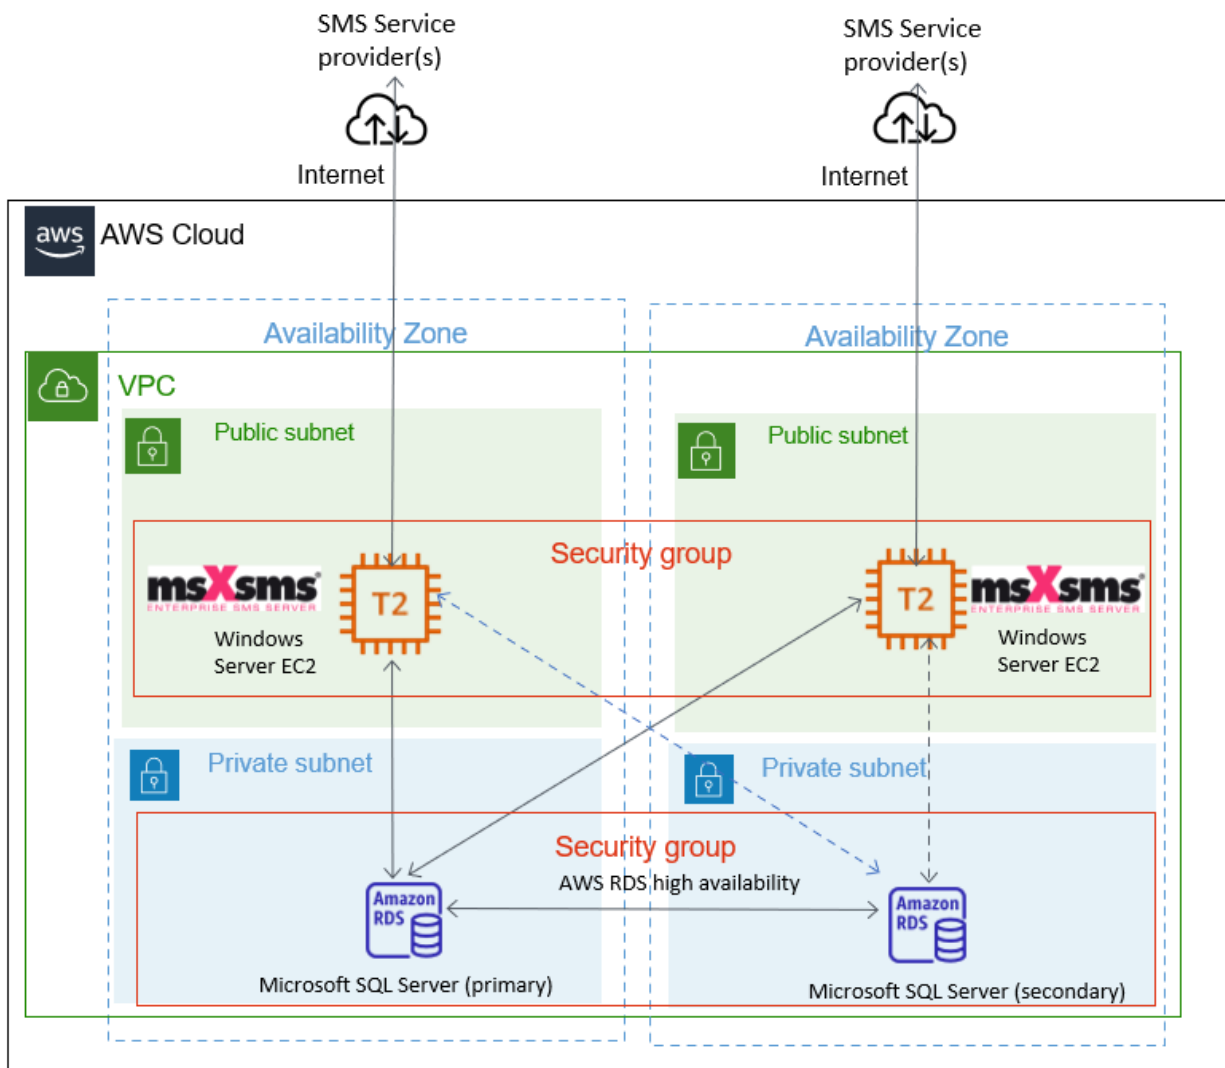 SMS Service
provider(s)
SMS Service
provider(s)
Internet
Internet
aws
AWS Cloud
Availability Zone
Availability Zone
VPC
Public subnet
Public subnet
Security group
msXsms®
ENTERPRISE SMS SERVER
T2
T2
msXsms®
ENTERPRISE SMS SERVER
Windows
Server EC2
Windows
Server EC2
Private subnet
Private subnet
Security group
AWS RDS high availability
Amazon
RDS
Amazon
RDS
Microsoft SQL Server (primary)
Microsoft SQL Server (secondary)